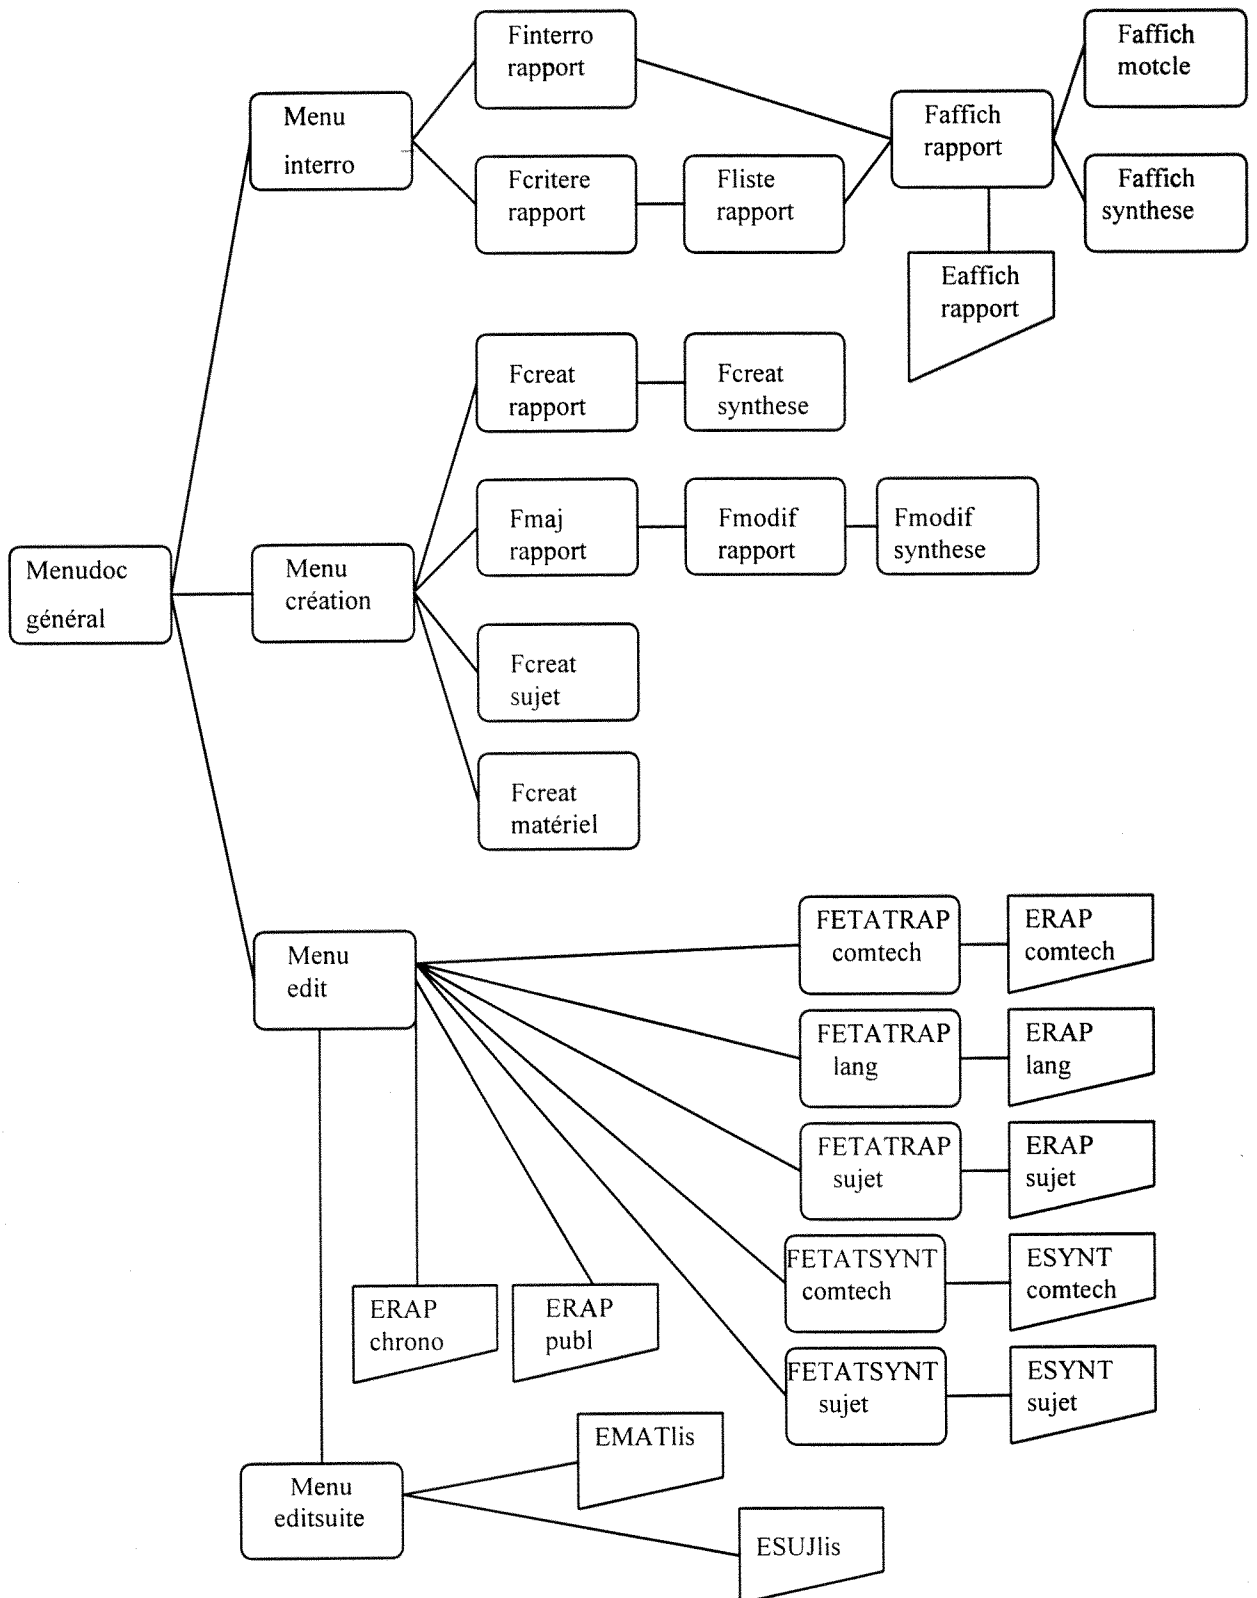 Finterro
rapport
Faffich
motcle
Menu
interro
Faffich
rapport
Fcritere
rapport
Fliste
rapport
Faffich
synthese
Eaffich
rapport
Fcreat
rapport
Fcreat
synthese
Fmaj
rapport
Fmodif
rapport
Fmodif
synthese
Menudoc
général
Menu
création
Fcreat
sujet
Fcreat
matériel
Menu
edit
FETATRAP
comtech
ERAP
comtech
FETATRAP
lang
ERAP
lang
FETATRAP
sujet
ERAP
sujet
FETATSYNT
comtech
ESYNT
comtech
ERAP
chrono
ERAP
publ
FETATSYNT
sujet
ESYNT
sujet
EMATlis
Menu
editsuite
ESUJlis